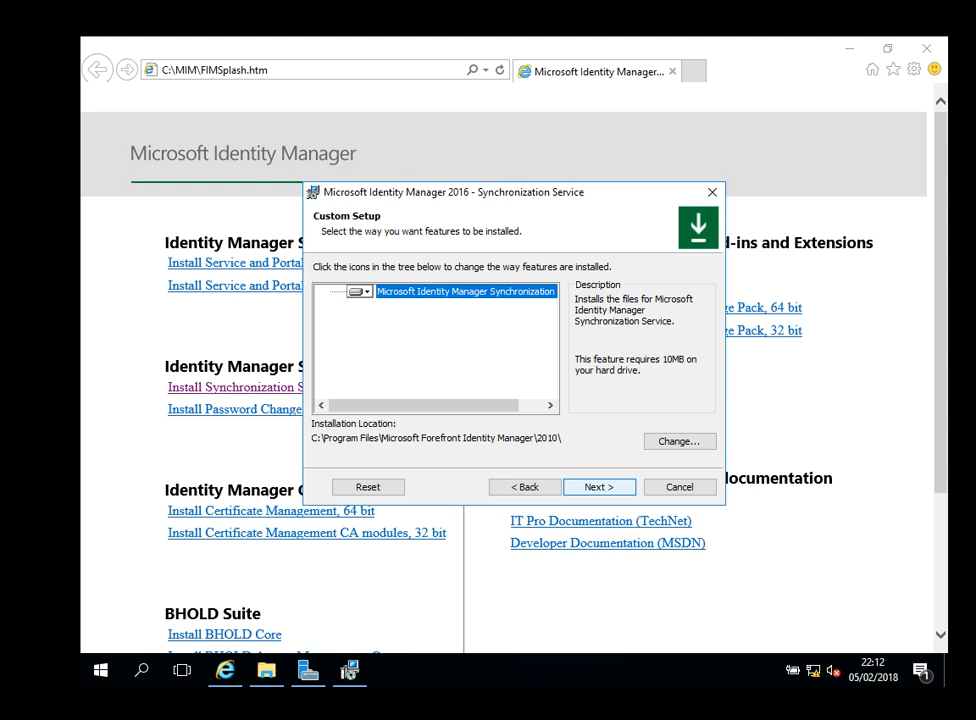 C:\MIM\FIMSplash.htm
Microsoft Identity Manager...
Microsoft Identity Manager
Microsoft Identity Manager 2016 - Synchronization Service
Custom Setup
Select the way you want features to be installed.
Click the icons in the tree below to change the way features are installed.
Microsoft Identity Manager Synchronization
Description
Installs the files for Microsoft
Identity Manager
Synchronization Service.
This feature requires 10MB on
your hard drive.
Installation Location:
C:\Program Files\Microsoft Forefront Identity Manager\2010\
Change...
Reset
< Back
Next >
Cancel
Identity Manager S
Install Service and Portal
Install Service and Portal
Identity Manager S
Install Synchronization S
Install Password Change
Identity Manager C
Install Certificate Management, 64 bit
Install Certificate Management CA modules, 32 bit
BHOLD Suite
Install BHOLD Core
d-ins and Extensions
ge Pack, 64 bit
ge Pack, 32 bit
documentation
IT Pro Documentation (TechNet)
Developer Documentation (MSDN)
22:12
05/02/2018
1